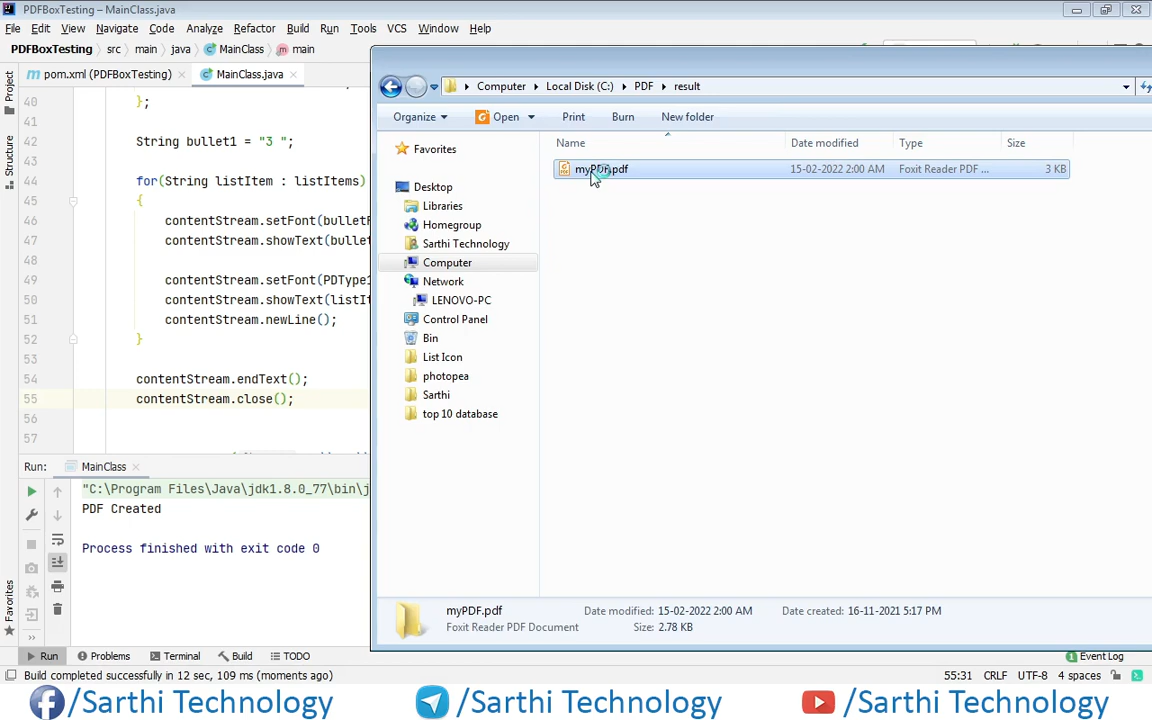 PDFBoxTesting – MainClass.java
File Edit View Navigate Code Analyze Refactor Build Run Tools VCS Window Help
PDFBoxTesting src main java MainClass main
pom.xml (PDFBoxTesting) MainClass.java
Project
Structure
Favorites
40 };
41
42 String bullet1 = "3 ";
43
44 for(String listItem : listItems)
45 {
46 contentStream.setFont(bulletF
47 contentStream.showText(bullet
48
49 contentStream.setFont(PDType1
50 contentStream.showText(listIt
51 contentStream.newLine();
52 }
53
54 contentStream.endText();
55 contentStream.close();
56
57
Run: MainClass
"C:\Program Files\Java\jdk1.8.0_77\bin\j
PDF Created
Process finished with exit code 0
Computer Local Disk (C:) PDF result
Organize Open Print Burn New folder
Name Date modified Type Size
myPDF.pdf 15-02-2022 2:00 AM Foxit Reader PDF ... 3 KB
Favorites
Desktop
Libraries
Homegroup
Sarthi Technology
Computer
Network
LENOVO-PC
Control Panel
Bin
List Icon
photopea
Sarthi
top 10 database
myPDF.pdf Date modified: 15-02-2022 2:00 AM Date created: 16-11-2021 5:17 PM
Foxit Reader PDF Document Size: 2.78 KB
Run Problems Terminal Build TODO 1 Event Log
Build completed successfully in 12 sec, 109 ms (moments ago) 55:31 CRLF UTF-8 4 spaces
/Sarthi Technology /Sarthi Technology /Sarthi Technology